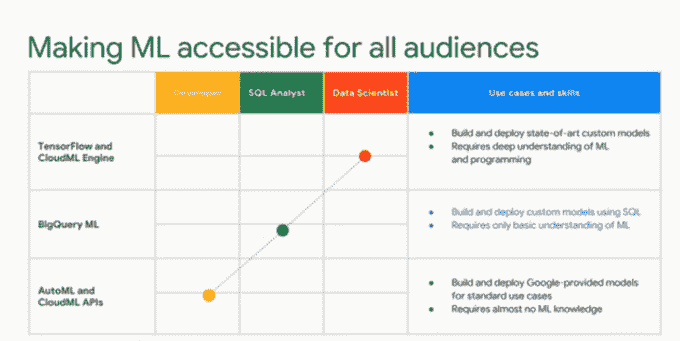 Making ML accessible for all audiences
SQL Analyst
Data Scientist
Use cases and skills
TensorFlow and
CloudML Engine
Build and deploy state-of-art custom models
Requires deep understanding of ML
and programming
BigQuery ML
Build and deploy custom models using SQL
Requires only basic understanding of ML
AutoML and
CloudML APIs
Build and deploy Google-provided models
for standard use cases
Requires almost no ML knowledge